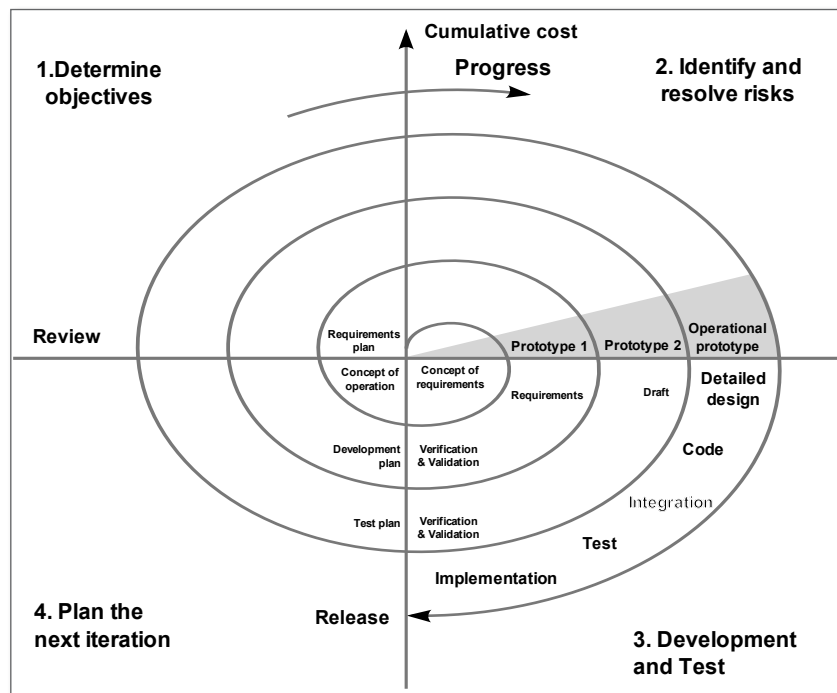 Cumulative cost
1.Determine
objectives
Progress
2. Identify and
resolve risks
Review
Requirements
plan
Prototype 1
Prototype 2
Operational
prototype
Concept of
operation
Concept of
requirements
Requirements
Draft
Detailed
design
Development
plan
Verification
& Validation
Code
Integration
Test plan
Verification
& Validation
Test
Implementation
4. Plan the
next iteration
Release
3. Development
and Test